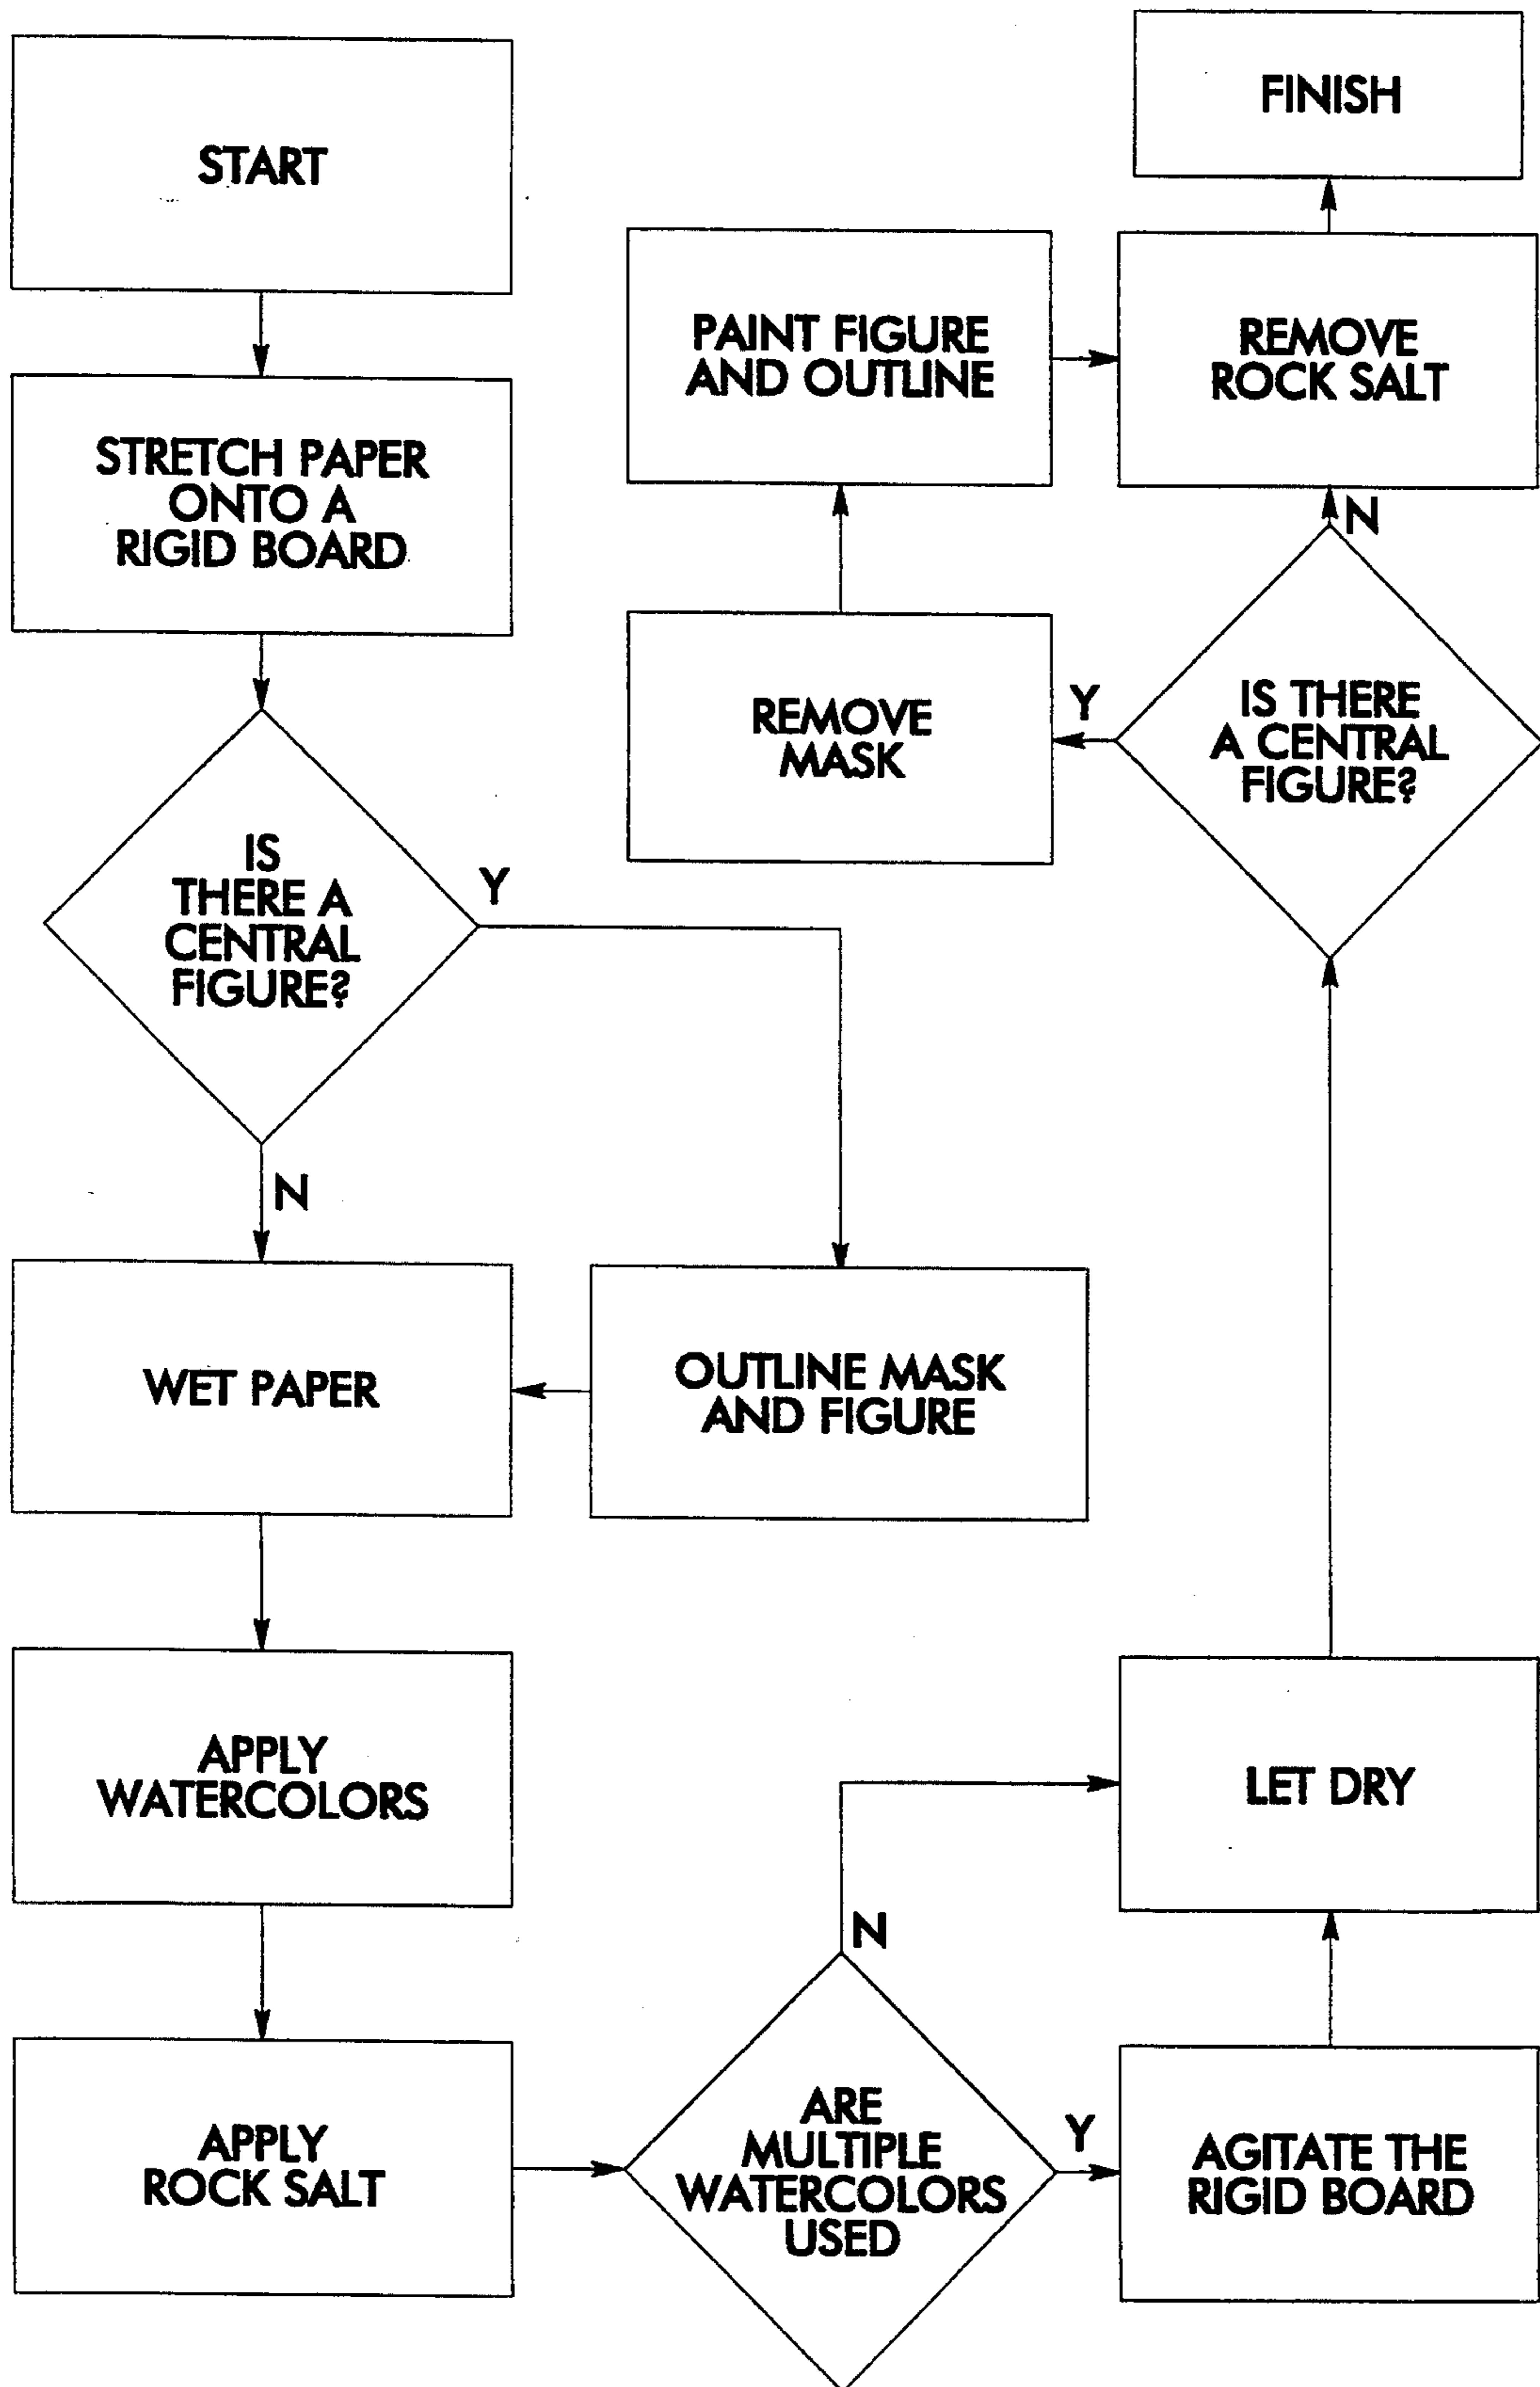 START
STRETCH PAPER
ONTO A
RIGID BOARD
IS
THERE A
CENTRAL
FIGURE?
Y
N
OUTLINE MASK
AND FIGURE
WET PAPER
APPLY
WATERCOLORS
APPLY
ROCK SALT
ARE
MULTIPLE
WATERCOLORS
USED
N
Y
AGITATE THE
RIGID BOARD
LET DRY
IS THERE
A CENTRAL
FIGURE?
Y
N
REMOVE
MASK
PAINT FIGURE
AND OUTLINE
REMOVE
ROCK SALT
FINISH